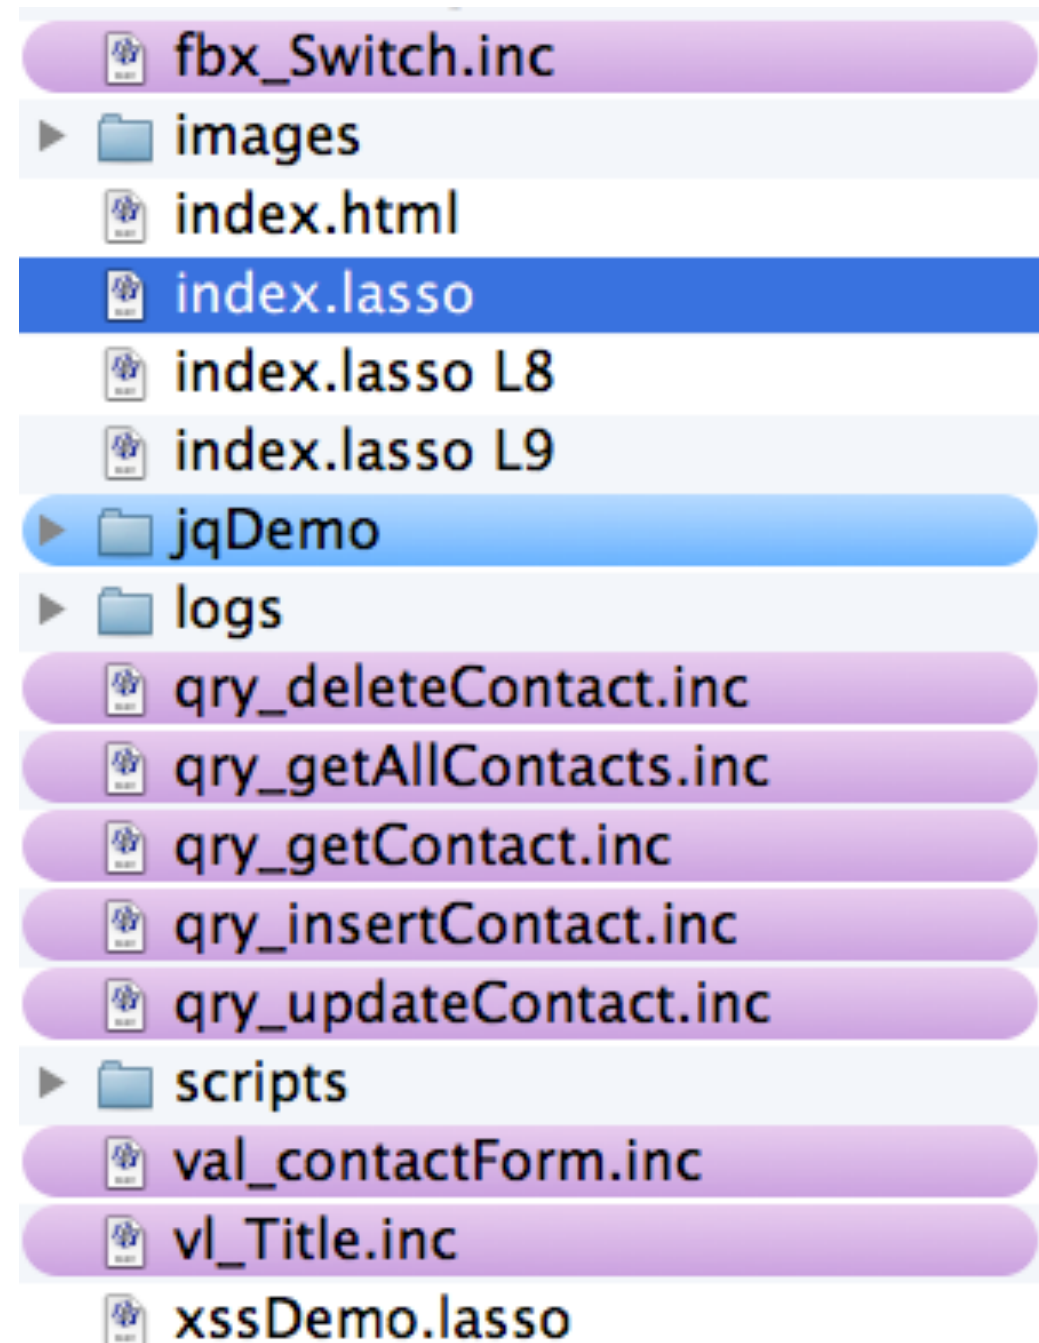 fbx_Switch.inc
images
index.html
index.lasso
index.lasso L8
index.lasso L9
jqDemo
logs
qry_deleteContact.inc
qry_getAllContacts.inc
qry_getContact.inc
qry_insertContact.inc
qry_updateContact.inc
scripts
val_contactForm.inc
vl_Title.inc
xssDemo.lasso